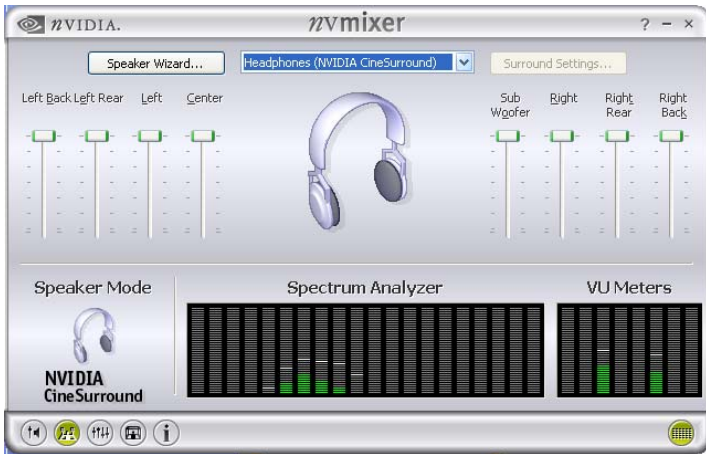 nVIDIA.
nvmixer
? – ×
Speaker Wizard...
Headphones (NVIDIA CineSurround)
Surround Settings...
Left Back
Left Rear
Left
Center
Sub
Woofer
Right
Right
Rear
Right
Back
Speaker Mode
Spectrum Analyzer
VU Meters
NVIDIA
CineSurround
i